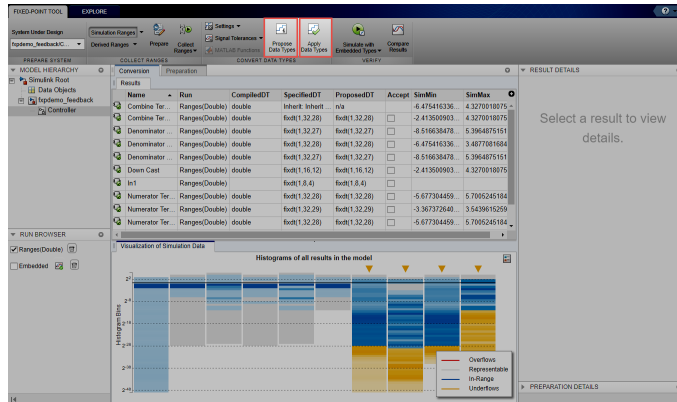 FIXED-POINT TOOL
EXPLORE
System Under Design
fxpdemo_feedback/C...
Simulation Ranges
Derived Ranges
Prepare
Collect
Ranges
Settings
Signal Tolerances
MATLAB Functions
Propose
Data Types
Apply
Data Types
Simulate with
Embedded Types
Compare
Results
PREPARE SYSTEM
COLLECT RANGES
CONVERT DATA TYPES
VERIFY
MODEL HIERARCHY
Simulink Root
Data Objects
fxpdemo_feedback
Controller
RUN BROWSER
Ranges(Double)
Embedded
Conversion
Preparation
Results
Name Run CompiledDT SpecifiedDT ProposedDT Accept SimMin SimMax
Combine Ter... Ranges(Double) double Inherit: Inherit ... n/a -6.475416336... 4.3270018075
Combine Ter... Ranges(Double) double fixdt(1,32,28) fixdt(1,32,28) -2.413500903... 4.3270018075
Denominator ... Ranges(Double) double fixdt(1,32,27) fixdt(1,32,27) -8.516638478... 5.3964875151
Denominator ... Ranges(Double) double fixdt(1,32,28) fixdt(1,32,28) -6.475416336... 3.4877081684
Denominator ... Ranges(Double) double fixdt(1,32,27) fixdt(1,32,27) -8.516638478... 5.3964875151
Down Cast Ranges(Double) double fixdt(1,16,12) fixdt(1,16,12) -2.413500903... 4.3270018075
In1 Ranges(Double) double fixdt(1,8,4) fixdt(1,8,4)
Numerator Ter... Ranges(Double) double fixdt(1,32,28) fixdt(1,32,28) -5.677304459... 5.7005245184
Numerator Ter... Ranges(Double) double fixdt(1,32,29) fixdt(1,32,29) -3.367372640... 3.5439615259
Numerator Ter... Ranges(Double) double fixdt(1,32,28) fixdt(1,32,28) -5.677304459... 5.7005245184
Visualization of Simulation Data
Histograms of all results in the model
Histogram Bins
Overflows
Representable
In-Range
Underflows
RESULT DETAILS
Select a result to view
details.
PREPARATION DETAILS